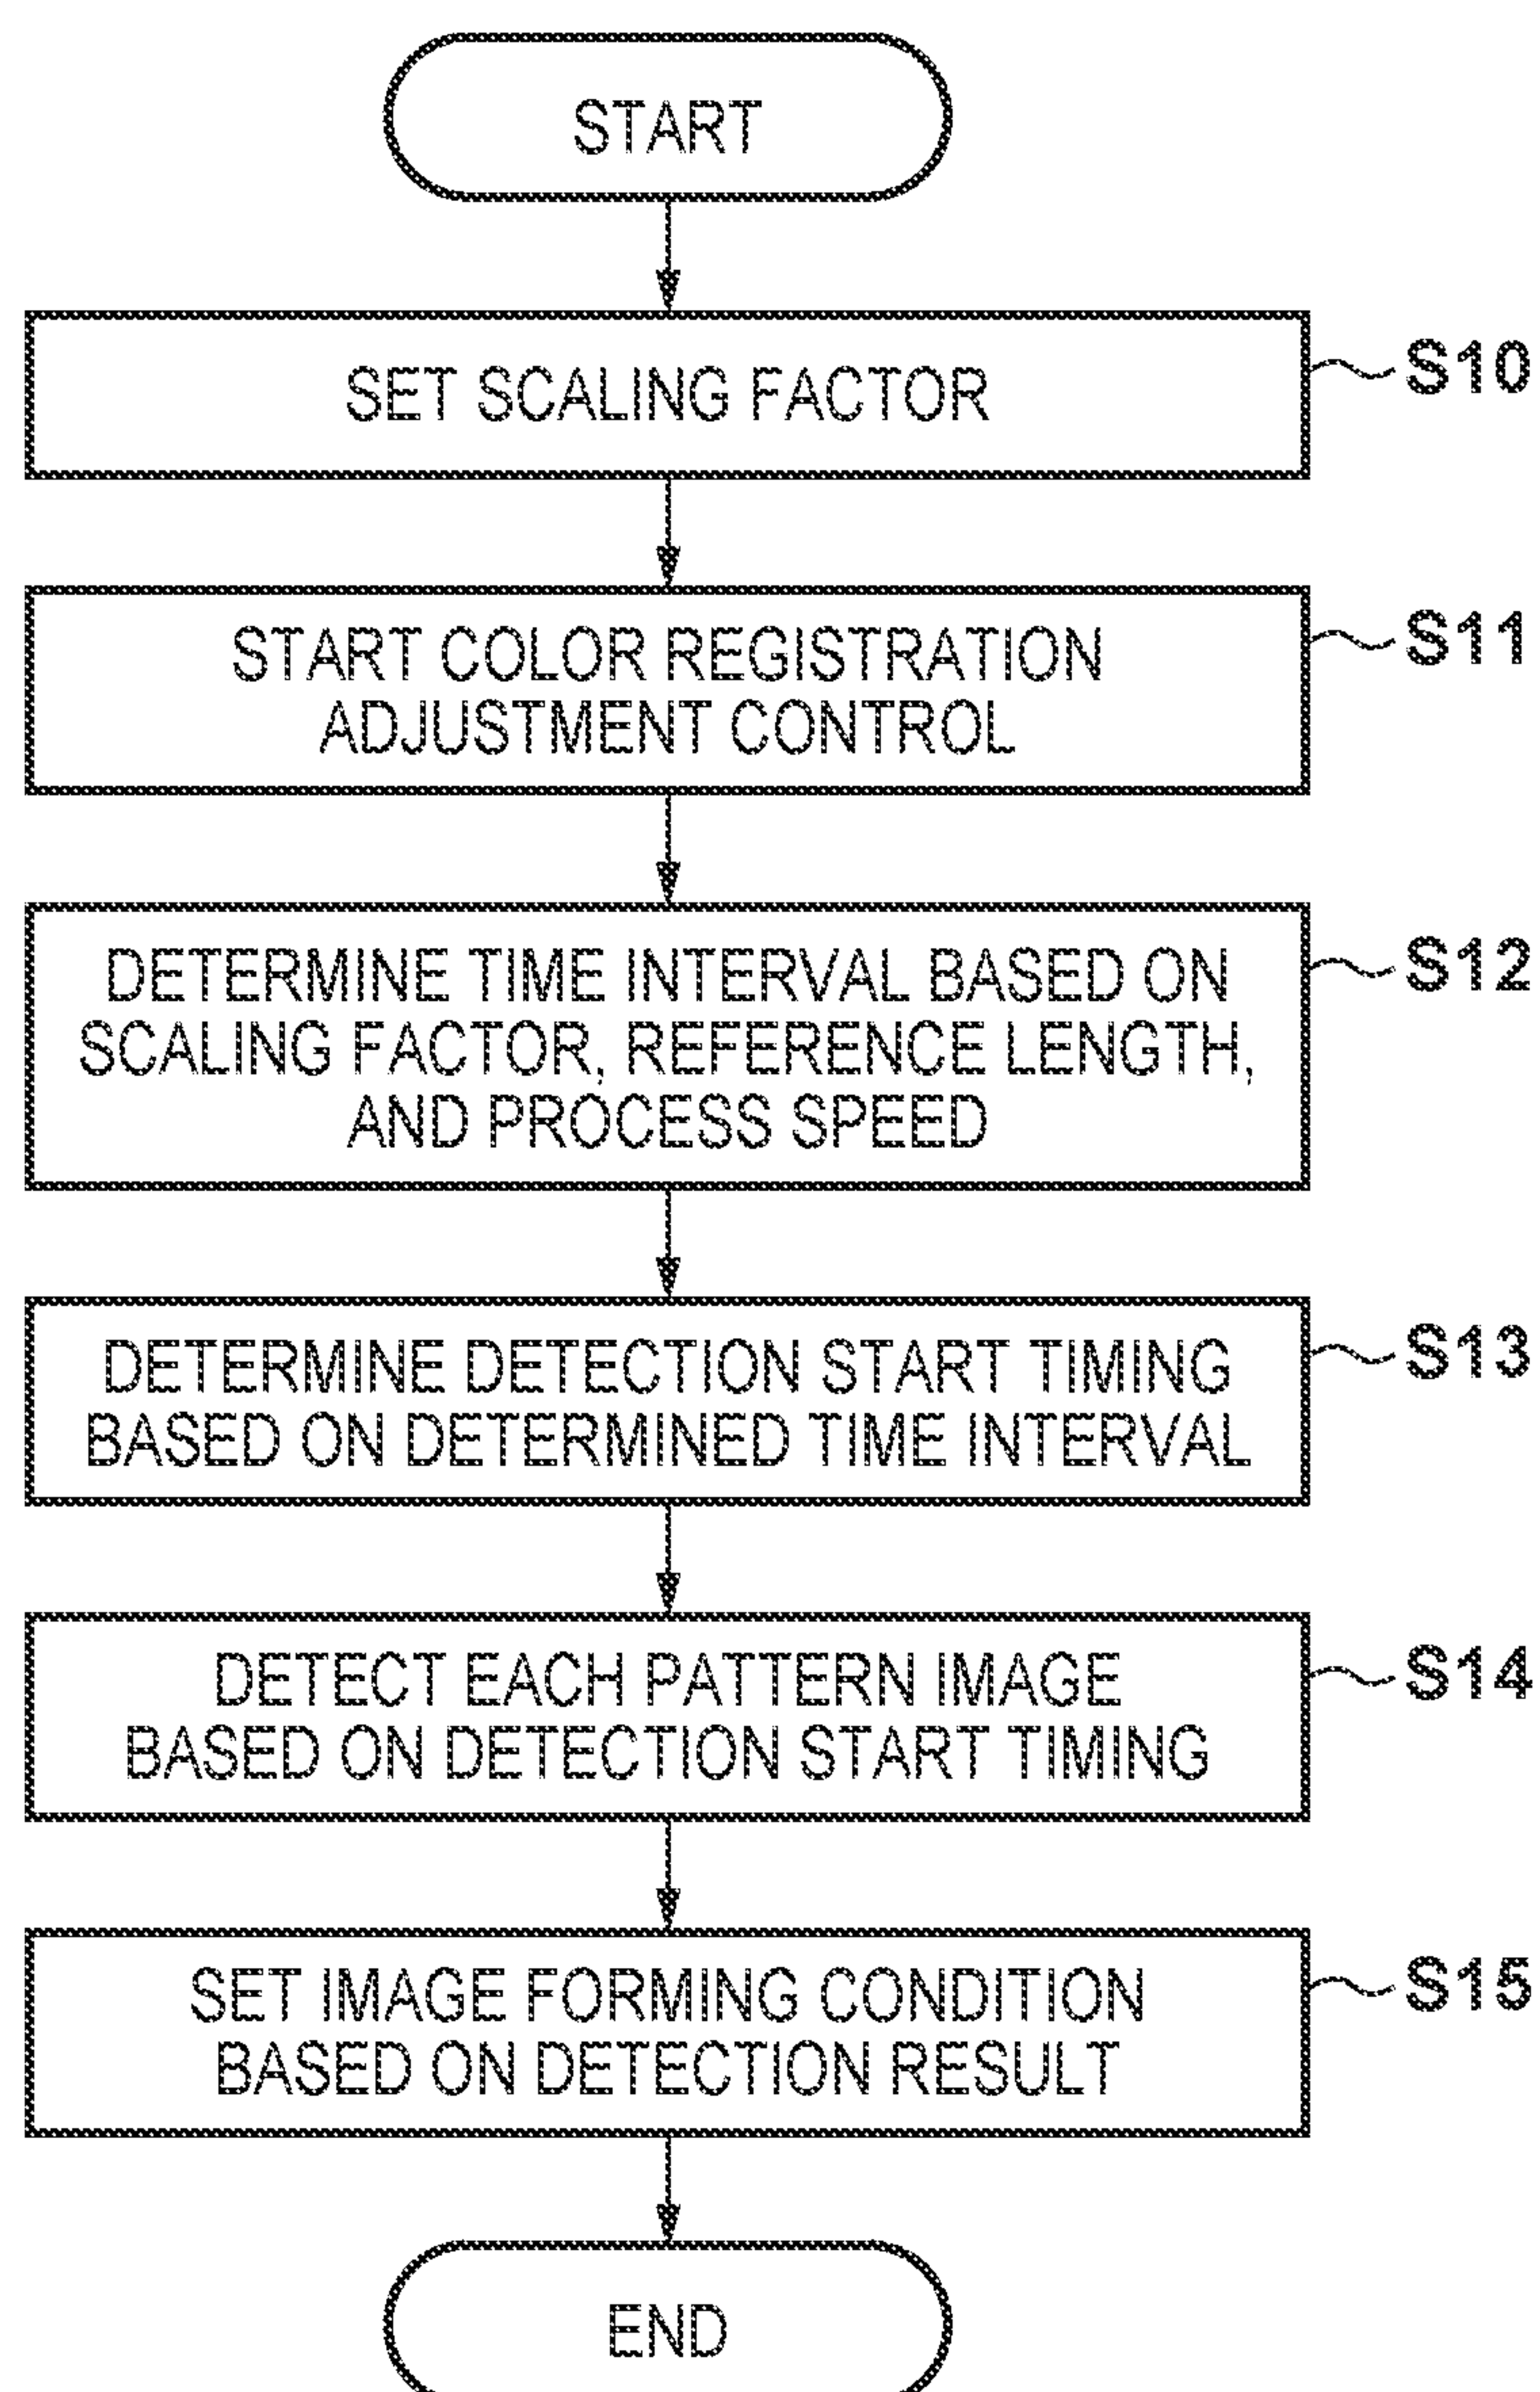 START
SET SCALING FACTOR
S10
START COLOR REGISTRATION
ADJUSTMENT CONTROL
S11
DETERMINE TIME INTERVAL BASED ON
SCALING FACTOR, REFERENCE LENGTH,
AND PROCESS SPEED
S12
DETERMINE DETECTION START TIMING
BASED ON DETERMINED TIME INTERVAL
S13
DETECT EACH PATTERN IMAGE
BASED ON DETECTION START TIMING
S14
SET IMAGE FORMING CONDITION
BASED ON DETECTION RESULT
S15
END